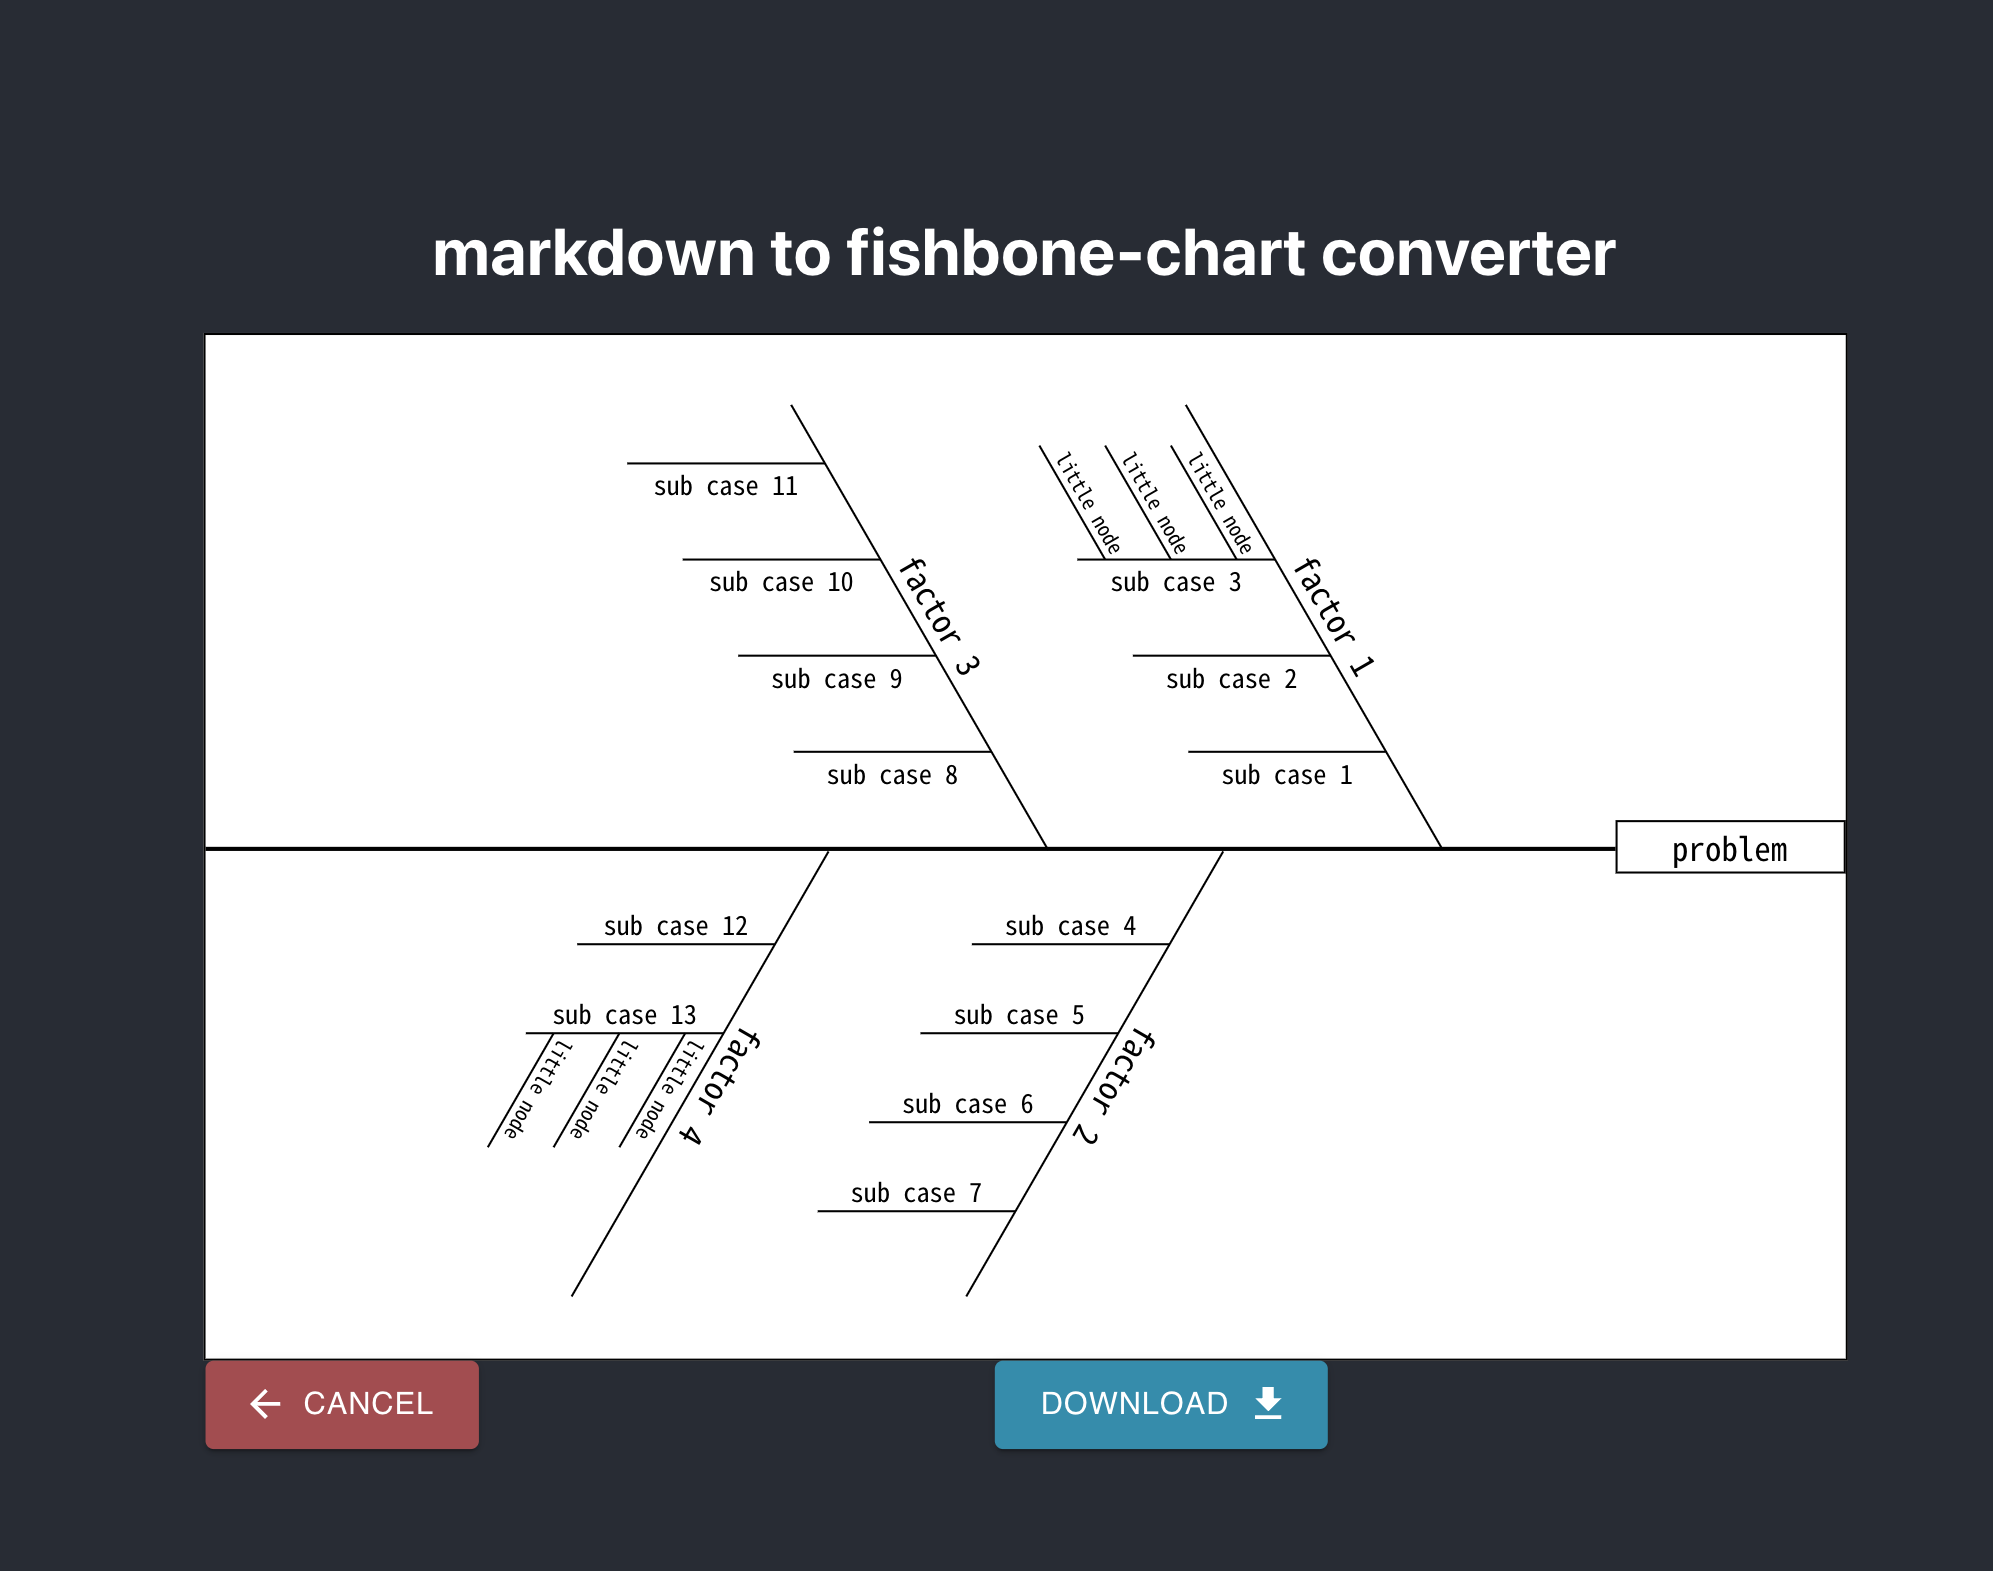 markdown to fishbone-chart converter
sub case 11
sub case 10
factor 3
sub case 9
sub case 8
little node
little node
little node
sub case 3
factor 1
sub case 2
sub case 1
problem
sub case 12
sub case 13
little node
little node
little node
factor 4
sub case 4
sub case 5
factor 2
sub case 6
sub case 7
CANCEL
DOWNLOAD